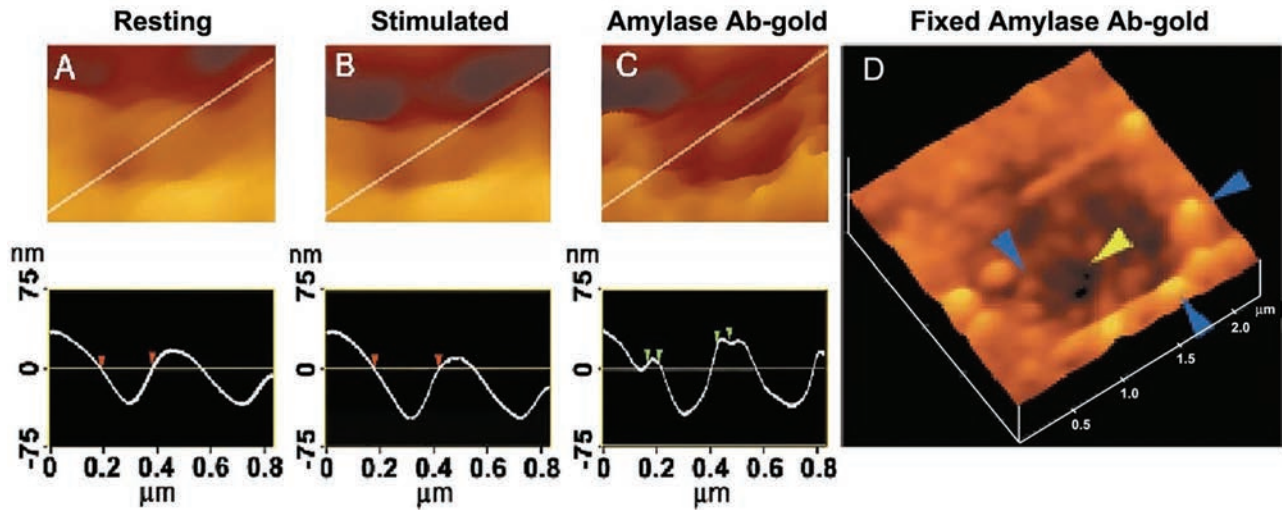 Resting Stimulated Amylase Ab-gold Fixed Amylase Ab-gold
A B C D
nm nm nm
75 75 75
0 0 0
-75 -75 -75
0 0.2 0.4 0.6 0.8 0 0.2 0.4 0.6 0.8 0 0.2 0.4 0.6 0.8
μm μm μm
μm
2.0
1.5
1.0
0.5